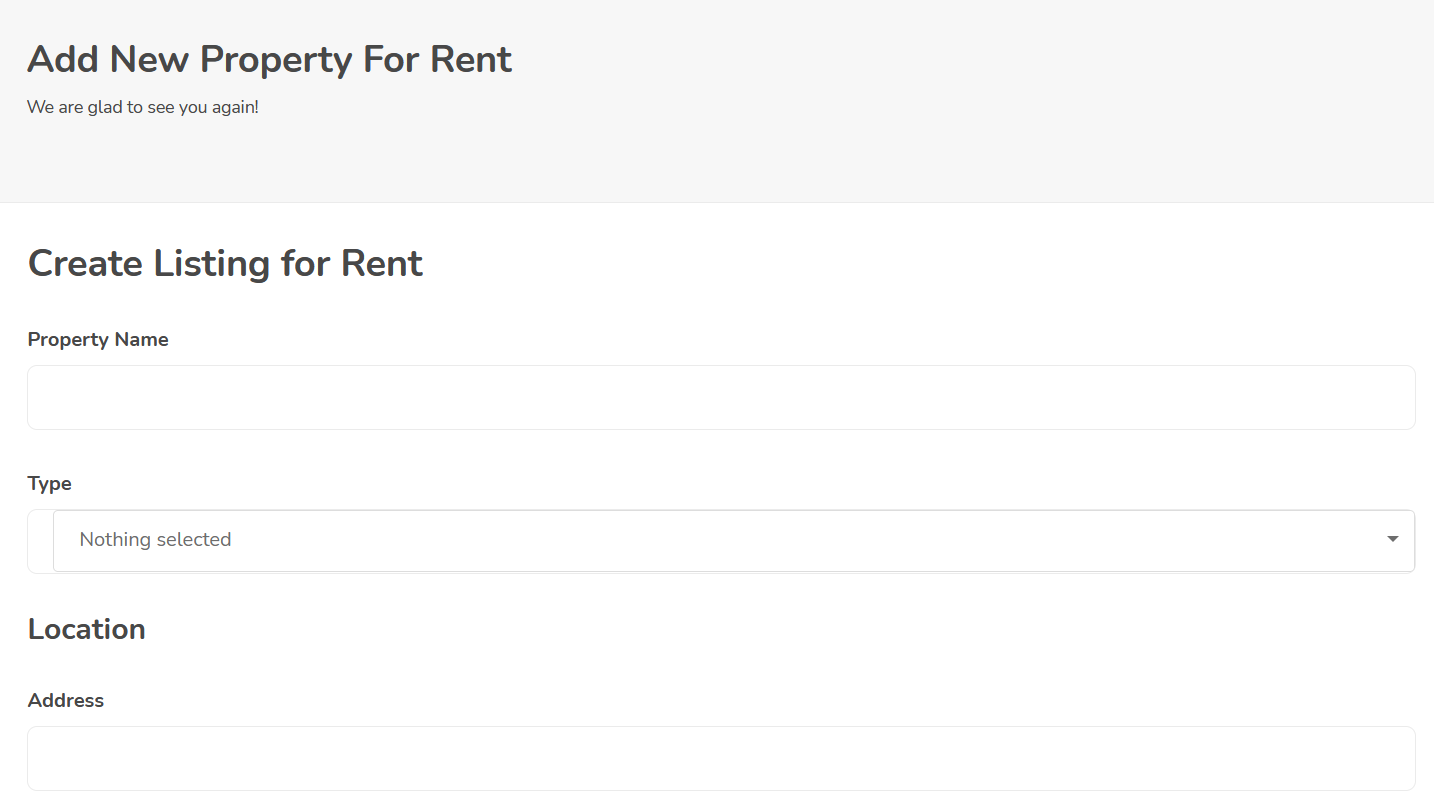 Add New Property For Rent
We are glad to see you again!
Create Listing for Rent
Property Name
Type
Nothing selected
Location
Address